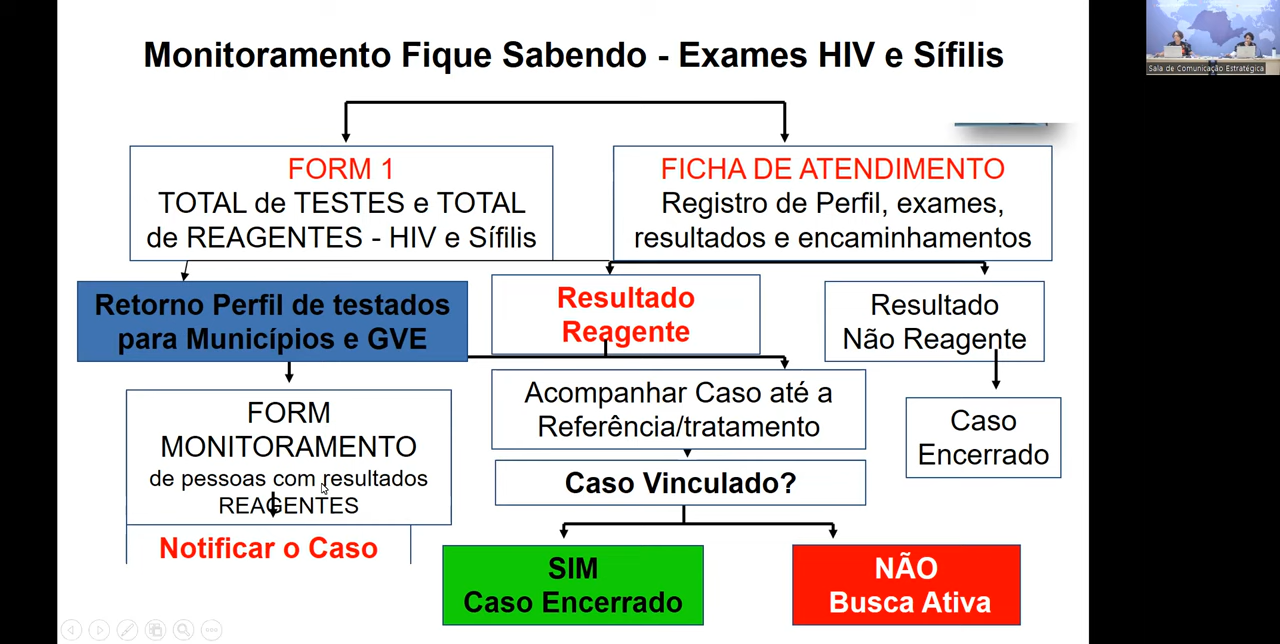 Monitoramento Fique Sabendo - Exames HIV e Sífilis
Sala de Comunicação Estratégica
FORM 1
TOTAL de TESTES e TOTAL
de REAGENTES - HIV e Sífilis
FICHA DE ATENDIMENTO
Registro de Perfil, exames,
resultados e encaminhamentos
Retorno Perfil de testados
para Municípios e GVE
Resultado
Reagente
Resultado
Não Reagente
FORM
MONITORAMENTO
de pessoas com resultados
REAGENTES
Notificar o Caso
Acompanhar Caso até a
Referência/tratamento
Caso
Encerrado
Caso Vinculado?
SIM
Caso Encerrado
NÃO
Busca Ativa